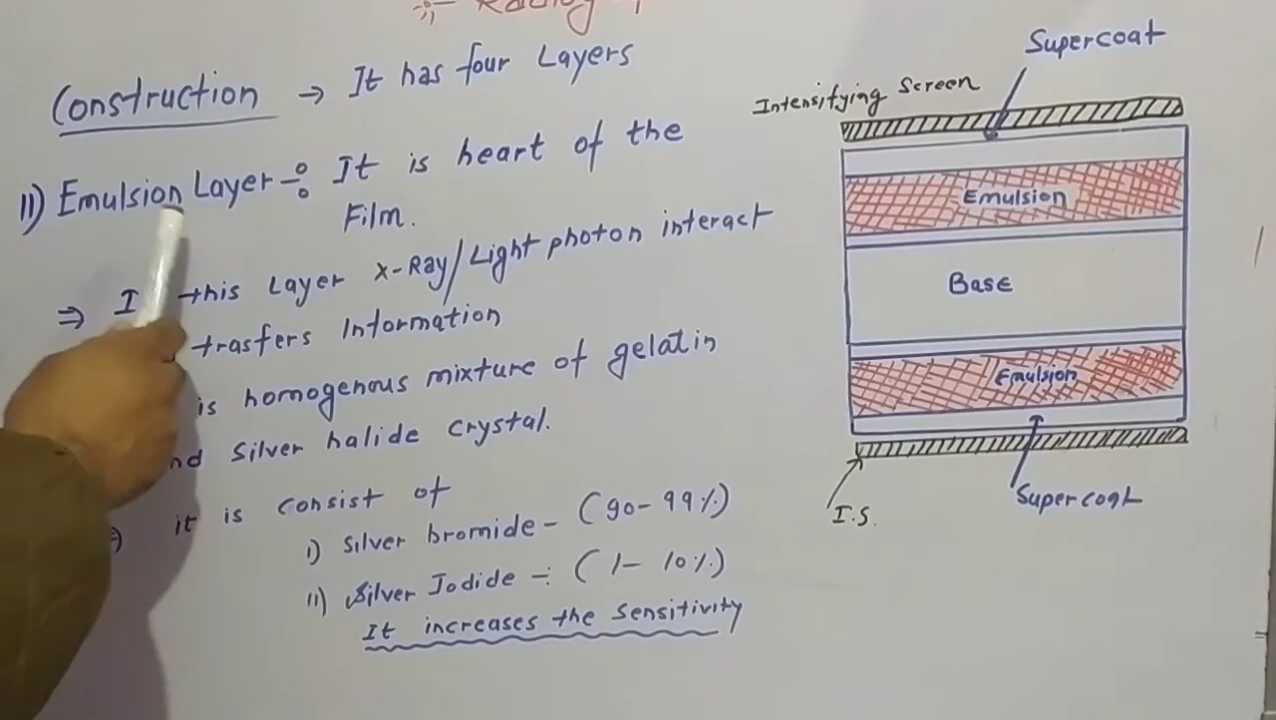 Construction → It has four Layers
II) Emulsion Layer ÷ It is heart of the
Film.
⇒ I this Layer X-Ray/Light photon interact
trasfers Information
is homogenous mixture of gelatin
nd Silver halide crystal.
it is consist of
i) Silver bromide - (90-99%)
II) Silver Iodide -: (1-10%)
It increases the Sensitivity
Supercoat
Intensifying Screen
Emulsion
Base
Emulsion
Supercoat
I.S.